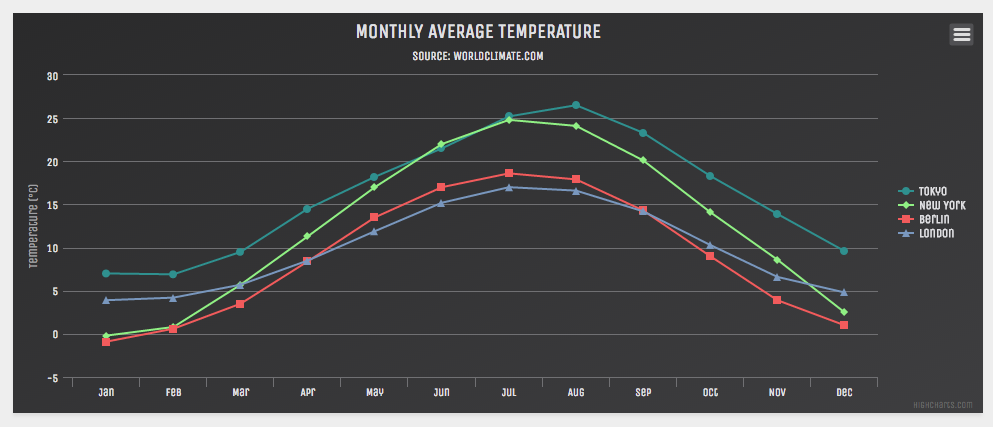 MONTHLY AVERAGE TEMPERATURE
SOURCE: WORLDCLIMATE.COM
Temperature (°C)
30
25
20
15
10
5
0
-5
Jan Feb Mar Apr May Jun Jul Aug Sep Oct Nov Dec
Tokyo
New York
Berlin
London
Highcharts.com